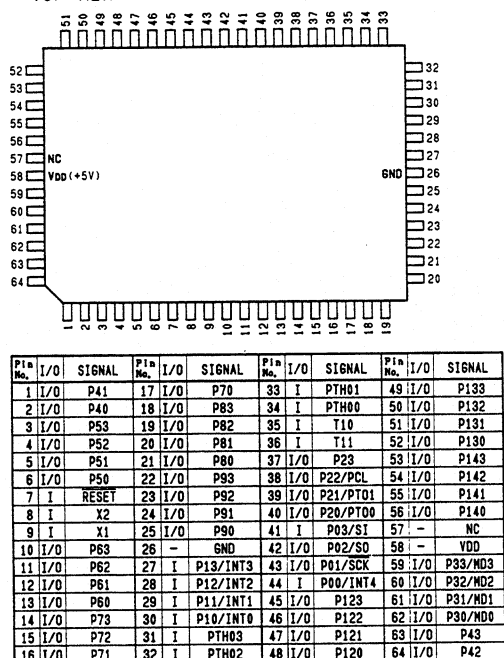 51 50 49 48 47 46 45 44 43 42 41 40 39 38 37 36 35 34 33
52 32
53 31
54 30
55 29
56 28
57 NC 27
58 VDD (+5V) GND 26
59 25
60 24
61 23
62 22
63 21
64 20
1 2 3 4 5 6 7 8 9 10 11 12 13 14 15 16 17 18 19
Pin No. I/O SIGNAL Pin No. I/O SIGNAL Pin No. I/O SIGNAL Pin No. I/O SIGNAL
1 I/O P41 17 I/O P70 33 I PTH01 49 I/O P133
2 I/O P40 18 I/O P83 34 I PTH00 50 I/O P132
3 I/O P53 19 I/O P82 35 I T10 51 I/O P131
4 I/O P52 20 I/O P81 36 I T11 52 I/O P130
5 I/O P51 21 I/O P80 37 I/O P23 53 I/O P143
6 I/O P50 22 I/O P93 38 I/O P22/PCL 54 I/O P142
7 I RESET 23 I/O P92 39 I/O P21/PTO1 55 I/O P141
8 I X2 24 I/O P91 40 I/O P20/PTO0 56 I/O P140
9 I X1 25 I/O P90 41 I P03/SI 57 - NC
10 I/O P63 26 - GND 42 I/O P02/SO 58 - VDD
11 I/O P62 27 I P13/INT3 43 I/O P01/SCK 59 I/O P33/MD3
12 I/O P61 28 I P12/INT2 44 I P00/INT4 60 I/O P32/MD2
13 I/O P60 29 I P11/INT1 45 I/O P123 61 I/O P31/MD1
14 I/O P73 30 I P10/INT0 46 I/O P122 62 I/O P30/MD0
15 I/O P72 31 I PTH03 47 I/O P121 63 I/O P43
16 I/O P71 32 I PTH02 48 I/O P120 64 I/O P42